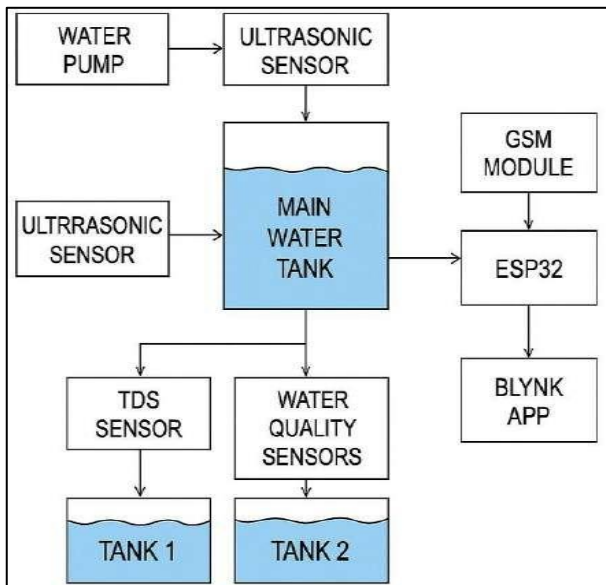 WATER
PUMP
ULTRASONIC
SENSOR
GSM
MODULE
MAIN
WATER
TANK
ULTRRASONIC
SENSOR
ESP32
TDS
SENSOR
WATER
QUALITY
SENSORS
BLYNK
APP
TANK 1
TANK 2